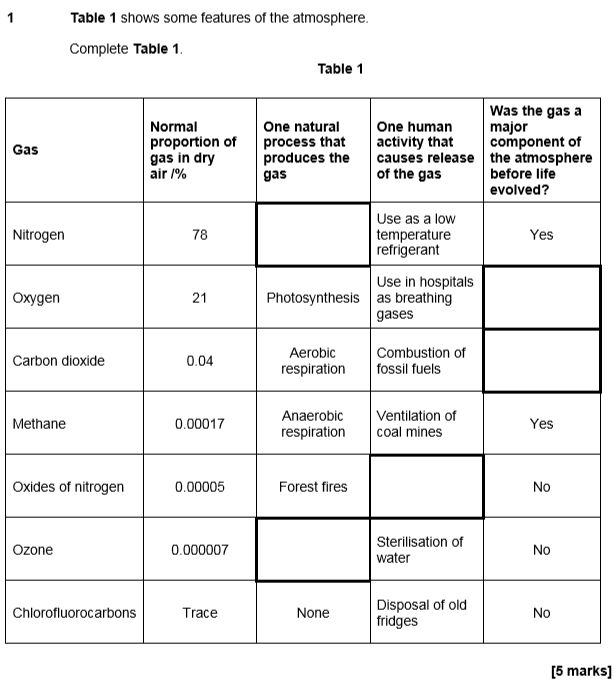 1 Table 1 shows some features of the atmosphere.
Complete Table 1.
Table 1
Gas
Normal
proportion of
gas in dry
air /%
One natural
process that
produces the
gas
One human
activity that
causes release
of the gas
Was the gas a
major
component of
the atmosphere
before life
evolved?
Nitrogen
78
Use as a low
temperature
refrigerant
Yes
Oxygen
21
Photosynthesis
Use in hospitals
as breathing
gases
Carbon dioxide
0.04
Aerobic
respiration
Combustion of
fossil fuels
Methane
0.00017
Anaerobic
respiration
Ventilation of
coal mines
Yes
Oxides of nitrogen
0.00005
Forest fires
No
Ozone
0.000007
Sterilisation of
water
No
Chlorofluorocarbons
Trace
None
Disposal of old
fridges
No
[5 marks]